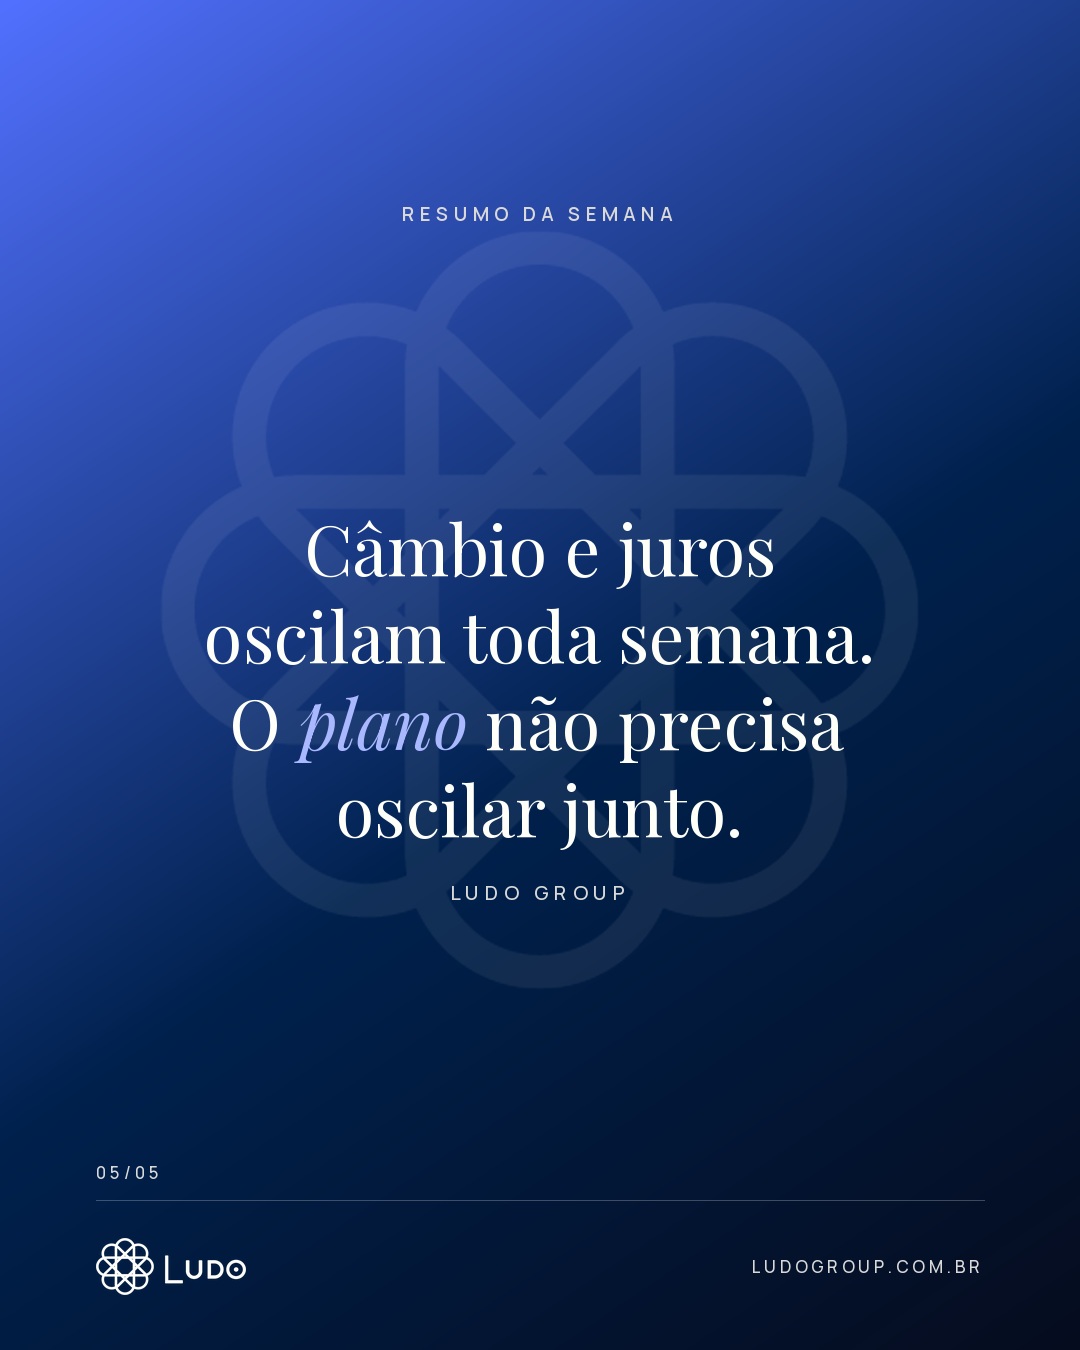 RESUMO DA SEMANA
Câmbio e juros
oscilam toda semana.
O plano não precisa
oscilar junto.
LUDO GROUP
05/05
LUDO
LUDOGROUP.COM.BR